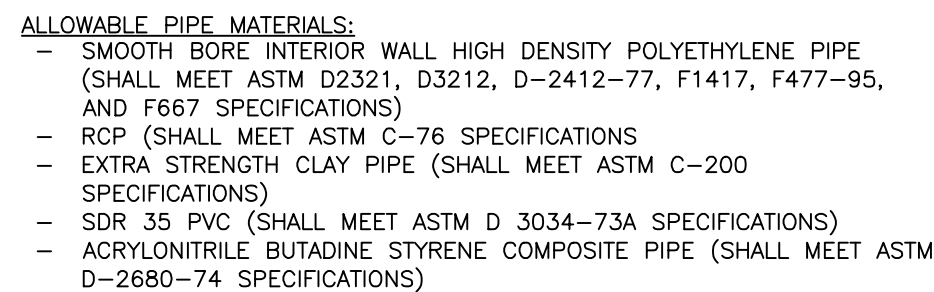 ALLOWABLE PIPE MATERIALS:
– SMOOTH BORE INTERIOR WALL HIGH DENSITY POLYETHYLENE PIPE
(SHALL MEET ASTM D2321, D3212, D–2412–77, F1417, F477–95,
AND F667 SPECIFICATIONS)
– RCP (SHALL MEET ASTM C–76 SPECIFICATIONS
– EXTRA STRENGTH CLAY PIPE (SHALL MEET ASTM C–200
SPECIFICATIONS)
– SDR 35 PVC (SHALL MEET ASTM D 3034–73A SPECIFICATIONS)
– ACRYLONITRILE BUTADINE STYRENE COMPOSITE PIPE (SHALL MEET ASTM
D–2680–74 SPECIFICATIONS)